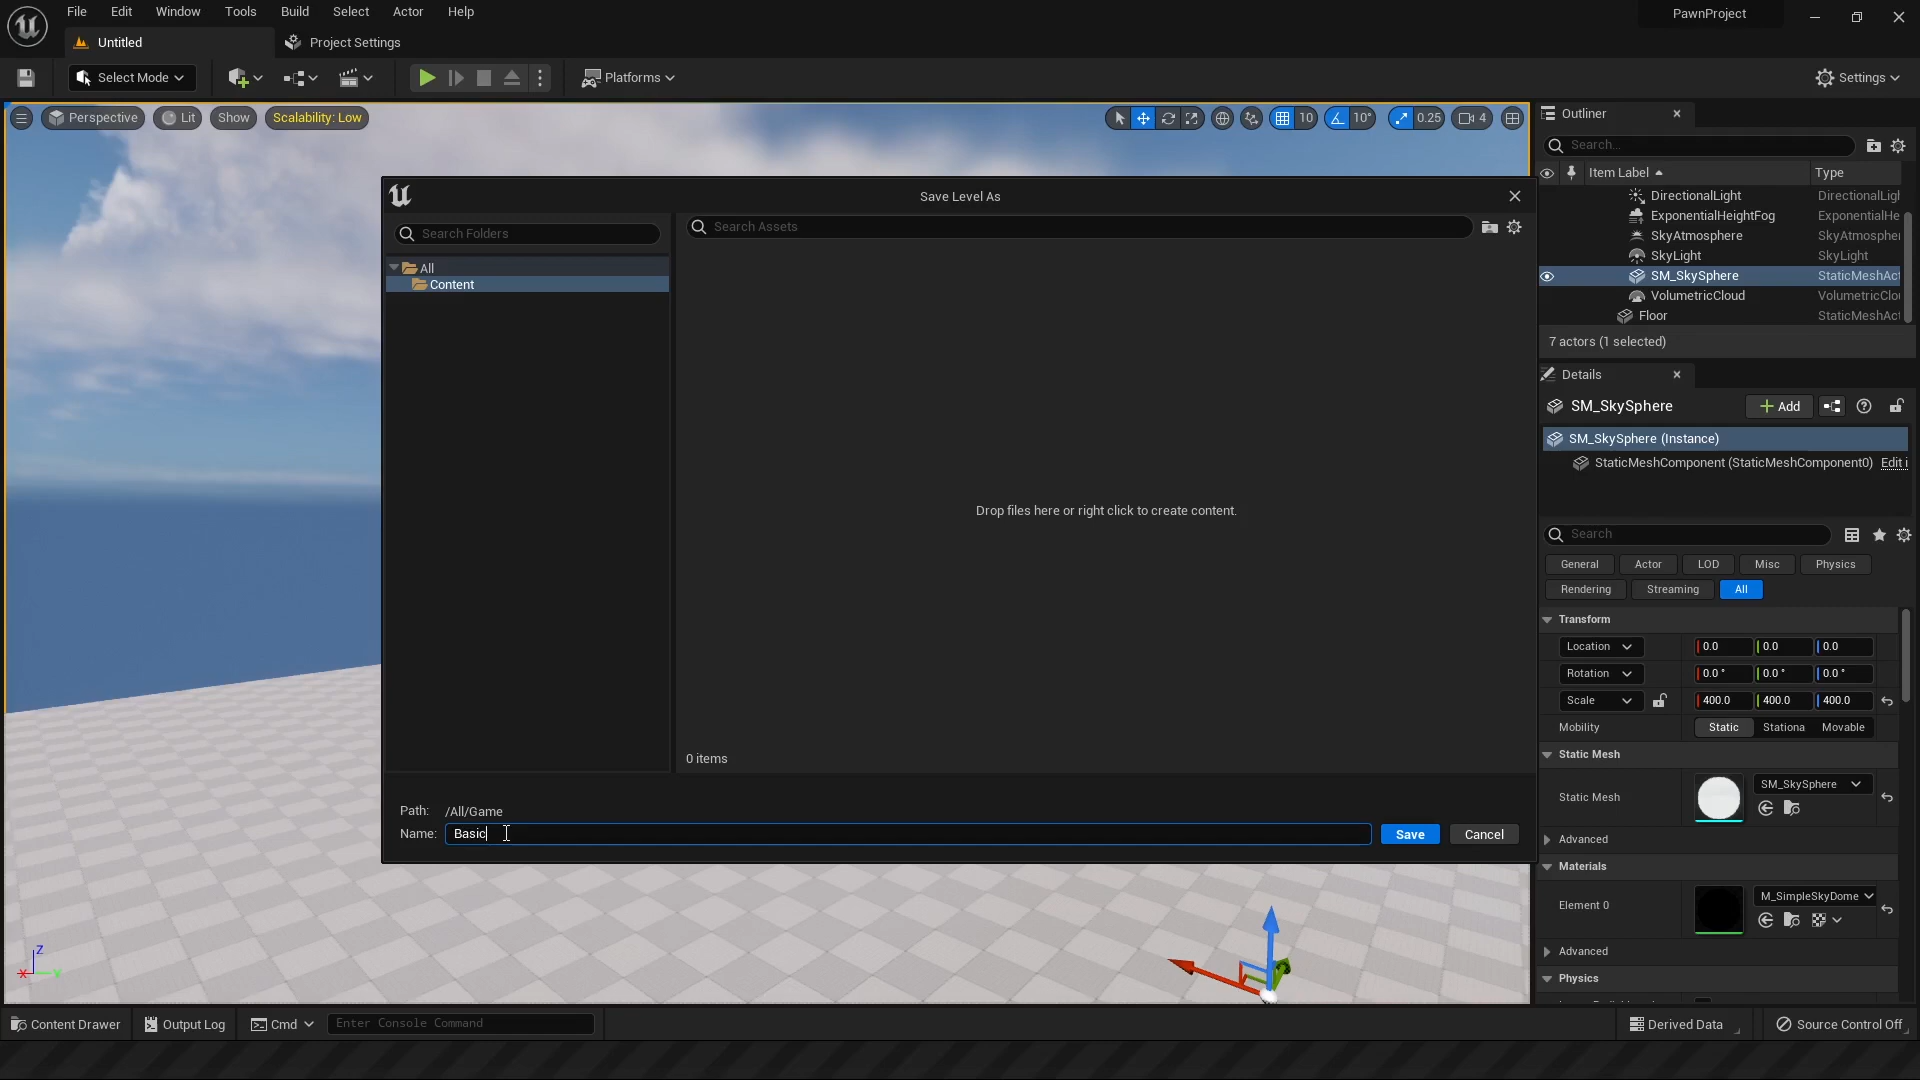 File Edit Window Tools Build Select Actor Help
PawnProject
Untitled
Project Settings
Select Mode
Platforms
Settings
Perspective Lit Show Scalability: Low
10 10° 0.25 4
Outliner
Search...
Item Label Type
DirectionalLight DirectionalLigh
ExponentialHeightFog ExponentialHe
SkyAtmosphere SkyAtmospher
SkyLight SkyLight
SM_SkySphere StaticMeshAct
VolumetricCloud VolumetricClou
Floor StaticMeshAct
7 actors (1 selected)
Save Level As
Search Folders
All
Content
Search Assets
Drop files here or right click to create content.
0 items
Path: /All/Game
Name: Basic
Save Cancel
Details
SM_SkySphere
Add
SM_SkySphere (Instance)
StaticMeshComponent (StaticMeshComponent0) Edit i
Search
General Actor LOD Misc Physics
Rendering Streaming All
Transform
Location 0.0 0.0 0.0
Rotation 0.0 ° 0.0 ° 0.0 °
Scale 400.0 400.0 400.0
Mobility Static Stationa Movable
Static Mesh
Static Mesh SM_SkySphere
Advanced
Materials
Element 0 M_SimpleSkyDome
Advanced
Physics
Z
X Y
Content Drawer Output Log Cmd Enter Console Command
Derived Data Source Control Off